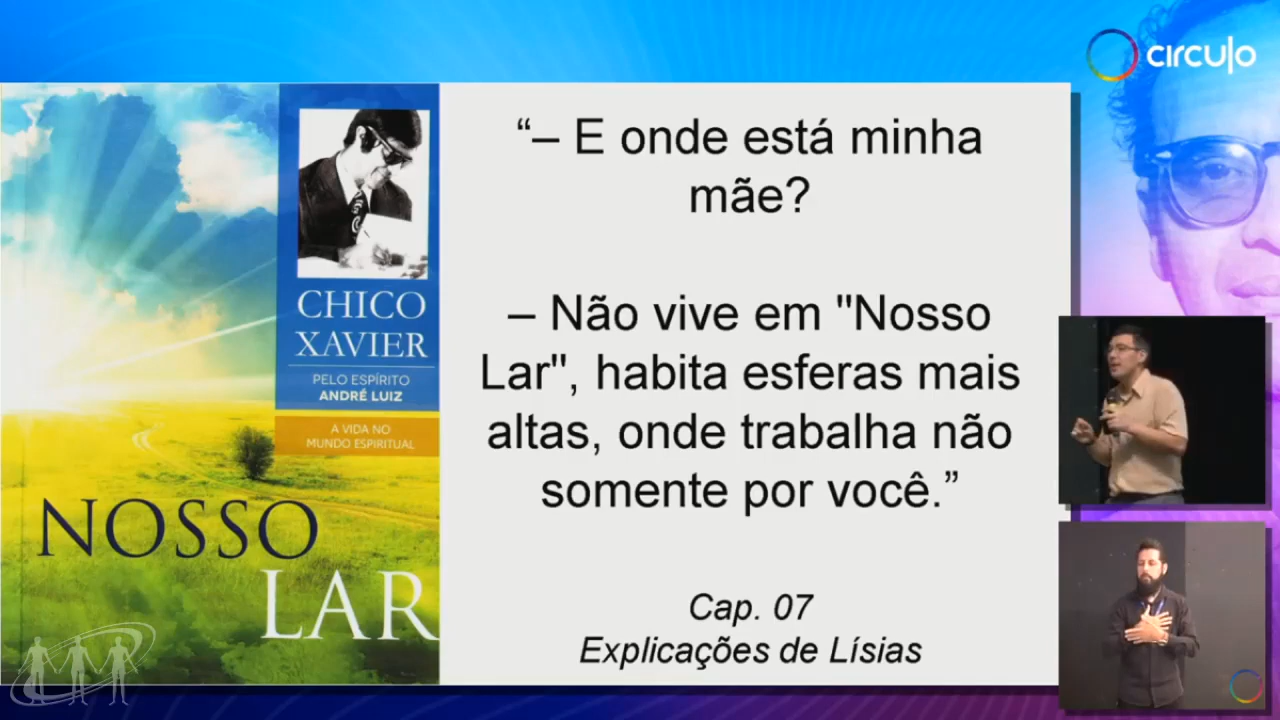 circulo
CHICO
XAVIER
PELO ESPÍRITO
ANDRÉ LUIZ
A VIDA NO
MUNDO ESPIRITUAL
NOSSO
LAR
“– E onde está minha
mãe?
– Não vive em "Nosso
Lar", habita esferas mais
altas, onde trabalha não
somente por você.”
Cap. 07
Explicações de Lísias